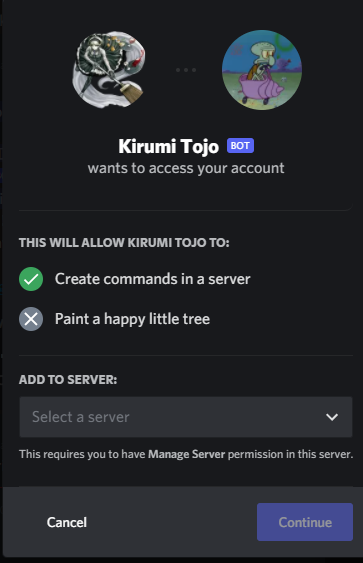 Kirumi Tojo BOT
wants to access your account
THIS WILL ALLOW KIRUMI TOJO TO:
Create commands in a server
Paint a happy little tree
ADD TO SERVER:
Select a server
This requires you to have Manage Server permission in this server.
Cancel
Continue